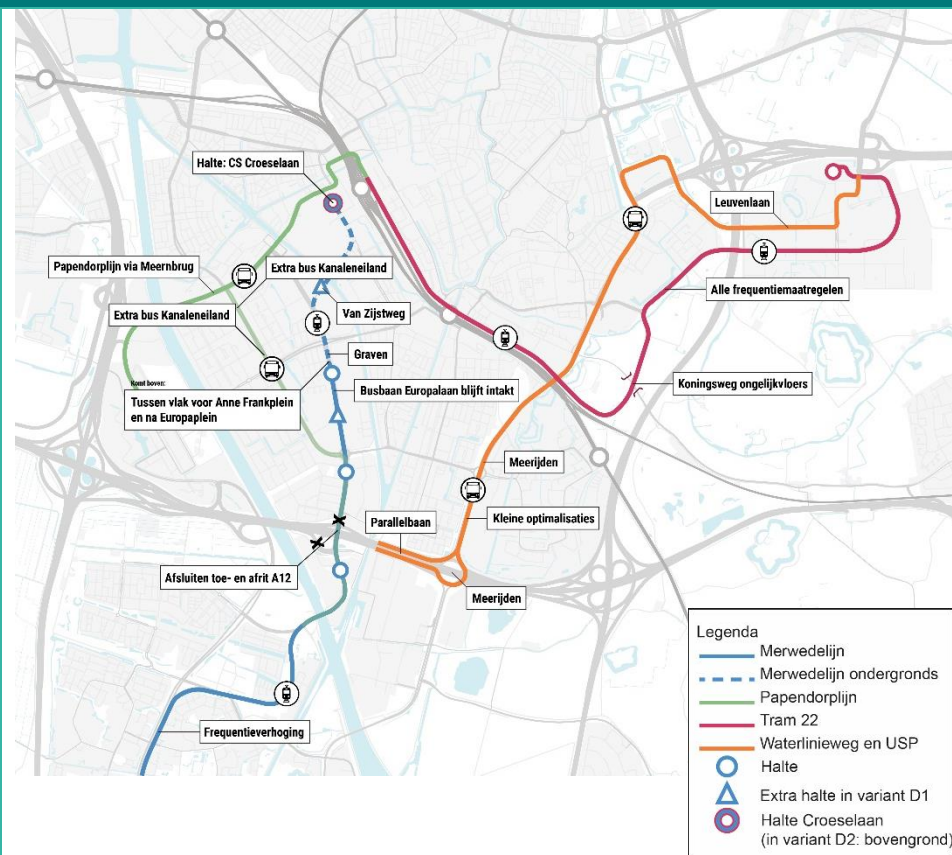 Halte: CS Croeselaan
Leuvenlaan
Papendorplijn via Meernbrug
Extra bus Kanaleneiland
Alle frequentiemaatregelen
Extra bus Kanaleneiland
Van Zijstweg
Graven
Koningsweg ongelijkvloers
Komt boven:
Tussen vlak voor Anne Frankplein
en na Europaplein
Busbaan Europalaan blijft intakt
Meerijden
Parallelbaan
Kleine optimalisaties
Afsluiten toe- en afrit A12
Meerijden
Frequentieverhoging
Legenda
Merwedelijn
Merwedelijn ondergronds
Papendorplijn
Tram 22
Waterlinieweg en USP
Halte
Extra halte in variant D1
Halte Croeselaan
(in variant D2: bovengrond)